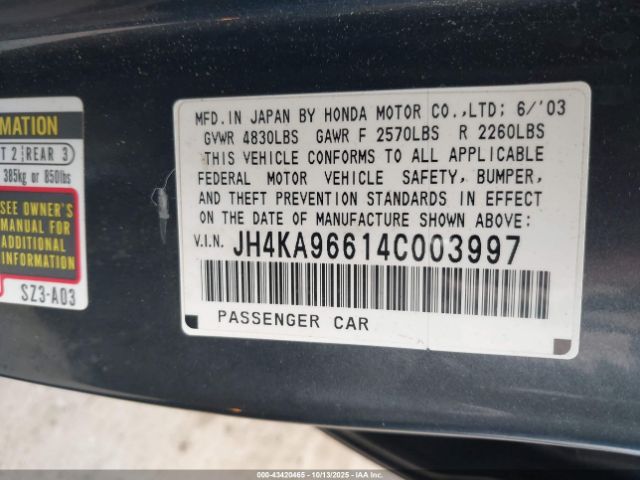 MATION
T 2 REAR 3
385kg or 850lbs
SEE OWNER'S
MANUAL FOR
ADDITIONAL
INFORMATION
SZ3-A03
MFD. IN JAPAN BY HONDA MOTOR CO., LTD; 6/'03
GVWR 4830LBS GAWR F 2570LBS R 2260LBS
THIS VEHICLE CONFORMS TO ALL APPLICABLE
FEDERAL MOTOR VEHICLE SAFETY, BUMPER,
AND THEFT PREVENTION STANDARDS IN EFFECT
ON THE DATE OF MANUFACTURE SHOWN ABOVE:
V.I.N. JH4KA96614C003997
PASSENGER CAR
000-43420465 - 10/13/2025 - IAAI.COM